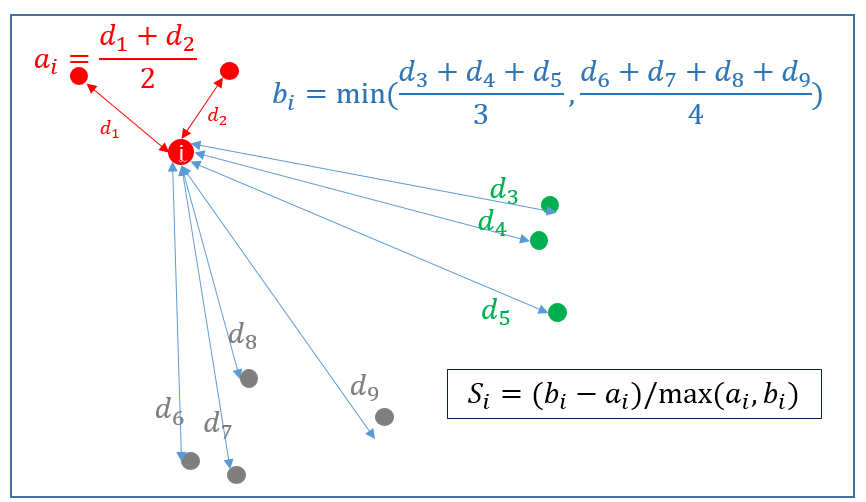 a_i = (d_1 + d_2)/2
b_i = min((d_3 + d_4 + d_5)/3, (d_6 + d_7 + d_8 + d_9)/4)
d_1
d_2
i
d_3
d_4
d_5
d_8
d_9
d_6
d_7
S_i = (b_i − a_i)/max(a_i, b_i)